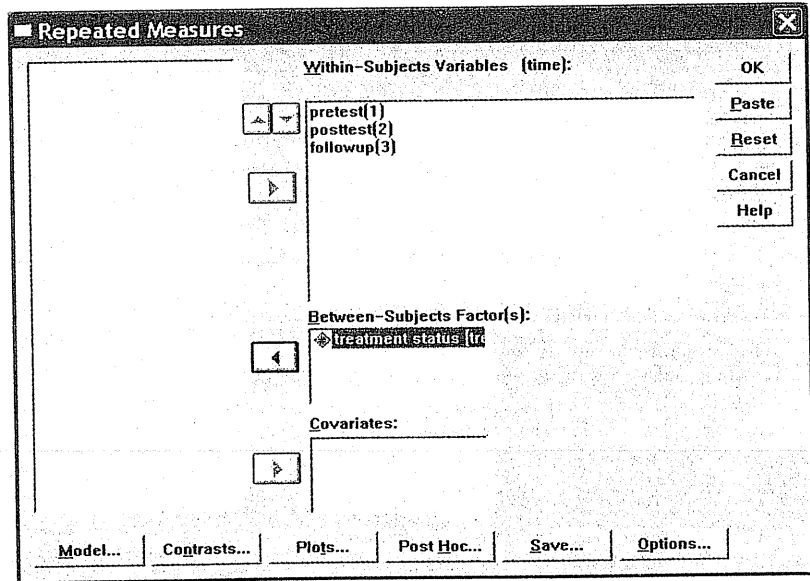 Repeated Measures
Within-Subjects Variables (time):
pretest(1)
posttest(2)
followup(3)
OK
Paste
Reset
Cancel
Help
Between-Subjects Factor(s):
treatment status (tre
Covariates:
Model...
Contrasts...
Plots...
Post Hoc...
Save...
Options...